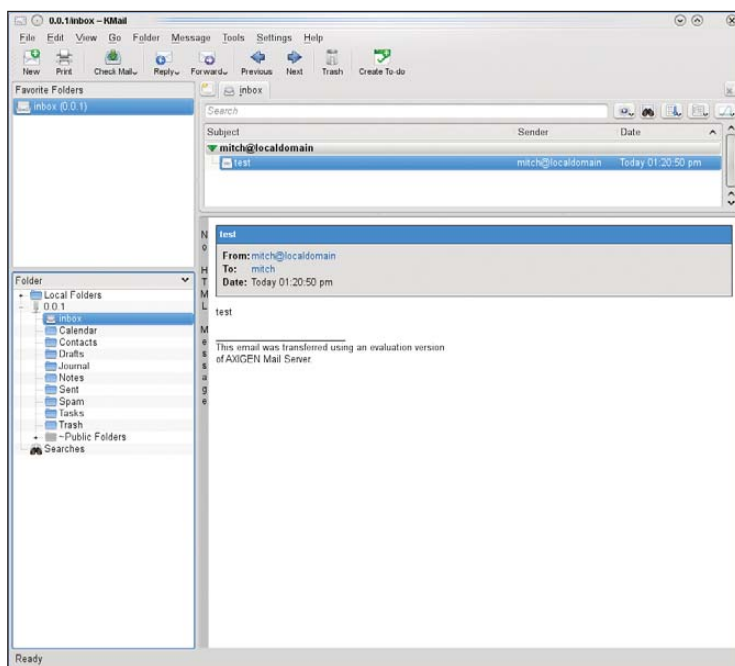 0.0.1/inbox – KMail
File Edit View Go Folder Message Tools Settings Help
New Print Check Mail Reply Forward Previous Next Trash Create To-do
Favorite Folders
inbox (0.0.1)
inbox
Search
Subject Sender Date
mitch@localdomain
test mitch@localdomain Today 01:20:50 pm
No HTML Message
test
From: mitch@localdomain
To: mitch
Date: Today 01:20:50 pm
test
This email was transferred using an evaluation version
of AXIGEN Mail Server.
Folder
Local Folders
0.0.1
inbox
Calendar
Contacts
Drafts
Journal
Notes
Sent
Spam
Tasks
Trash
~Public Folders
Searches
Ready